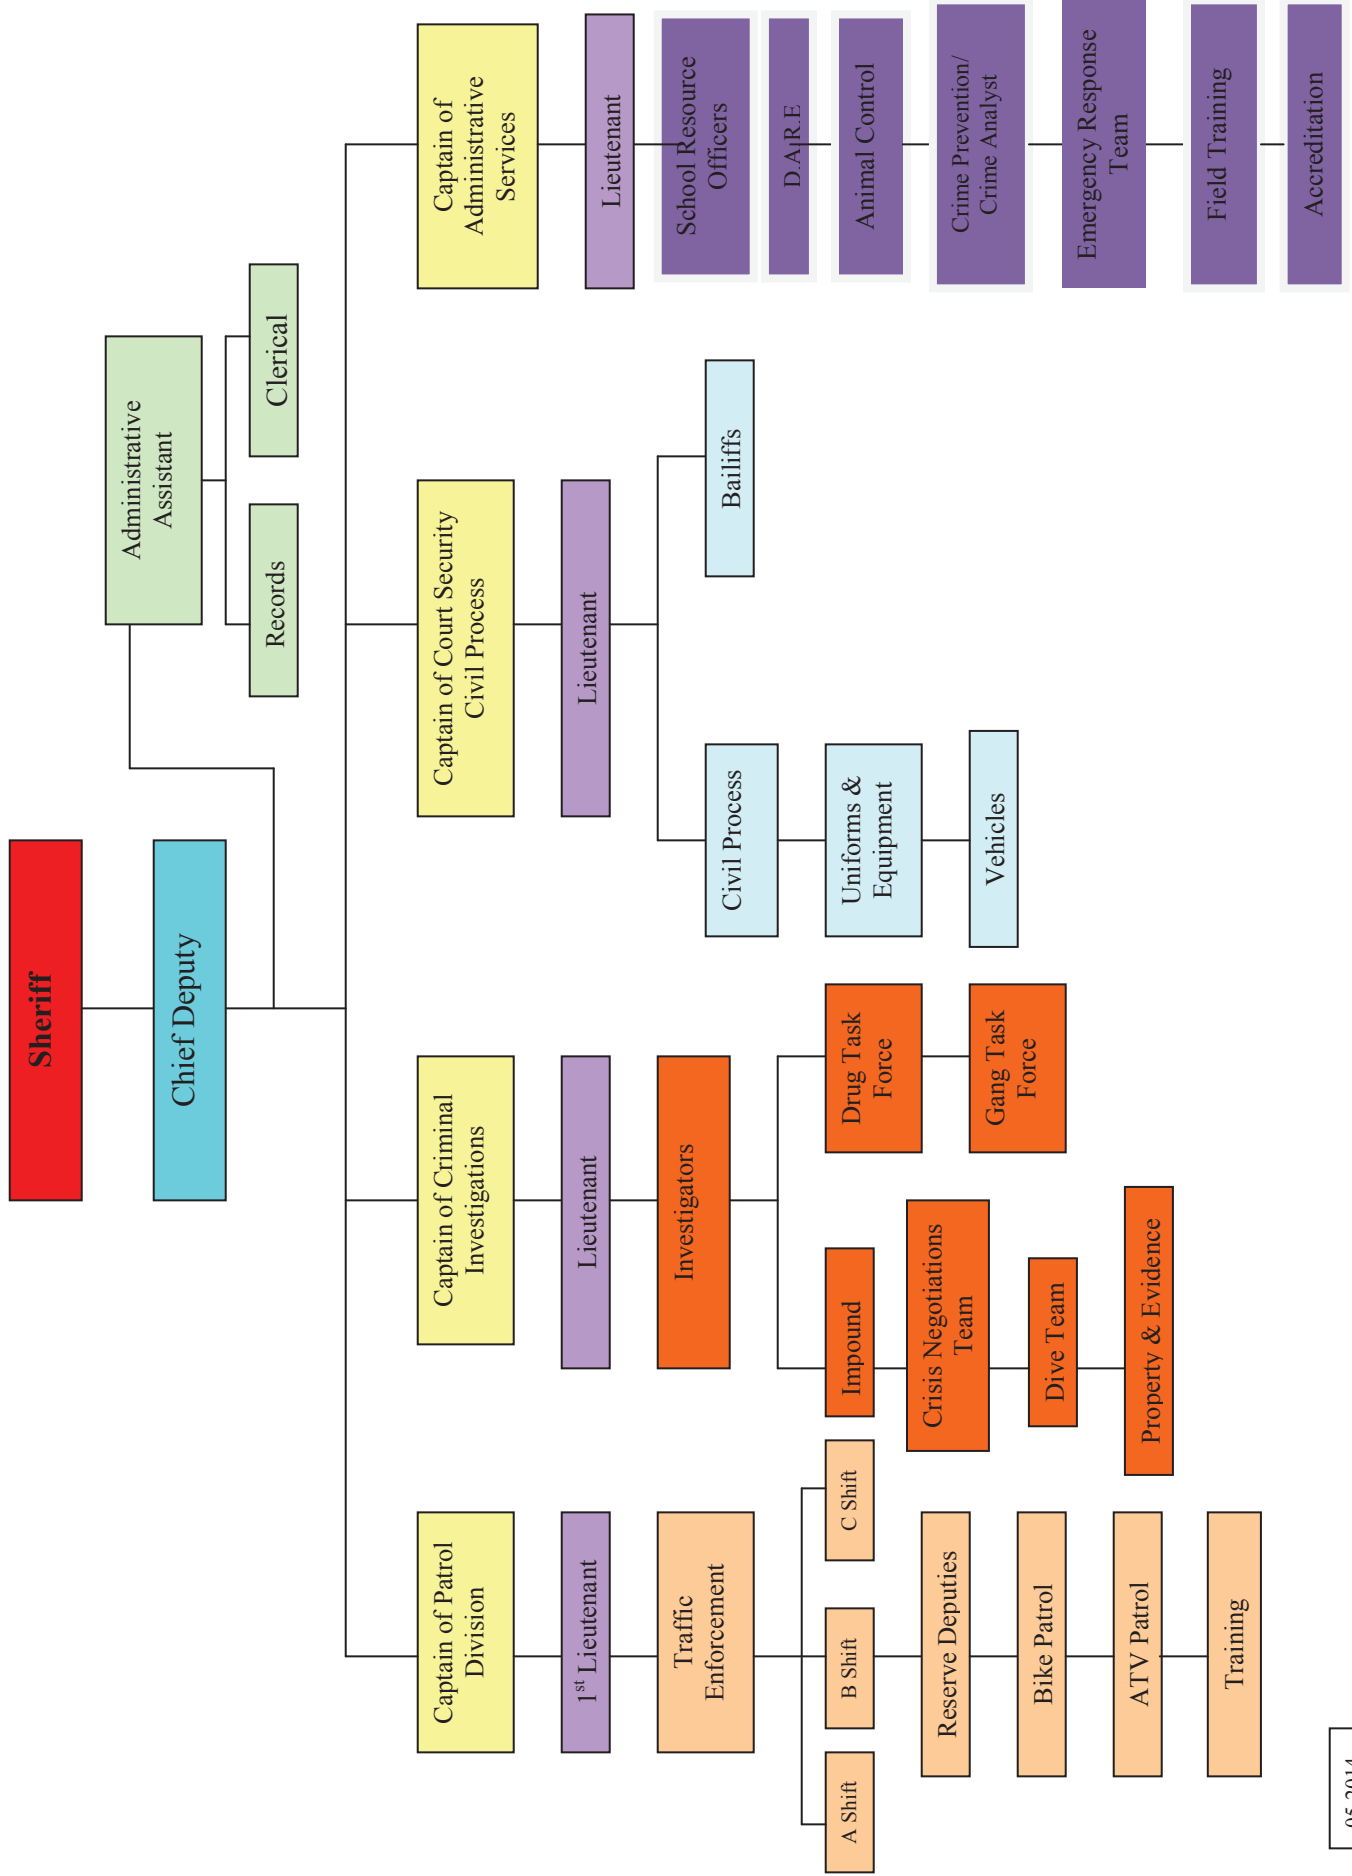 Sheriff
Chief Deputy
Administrative
Assistant
Records
Clerical
Captain of Patrol
Division
1st Lieutenant
Traffic
Enforcement
A Shift
B Shift
C Shift
Reserve Deputies
Bike Patrol
ATV Patrol
Training
Captain of Criminal
Investigations
Lieutenant
Investigators
Impound
Crisis Negotiations
Team
Dive Team
Property & Evidence
Drug Task
Force
Gang Task
Force
Captain of Court Security
Civil Process
Lieutenant
Civil Process
Uniforms &
Equipment
Vehicles
Bailiffs
Captain of
Administrative
Services
Lieutenant
School Resource
Officers
D.A.R.E
Animal Control
Crime Prevention/
Crime Analyst
Emergency Response
Team
Field Training
Accreditation
05-2014